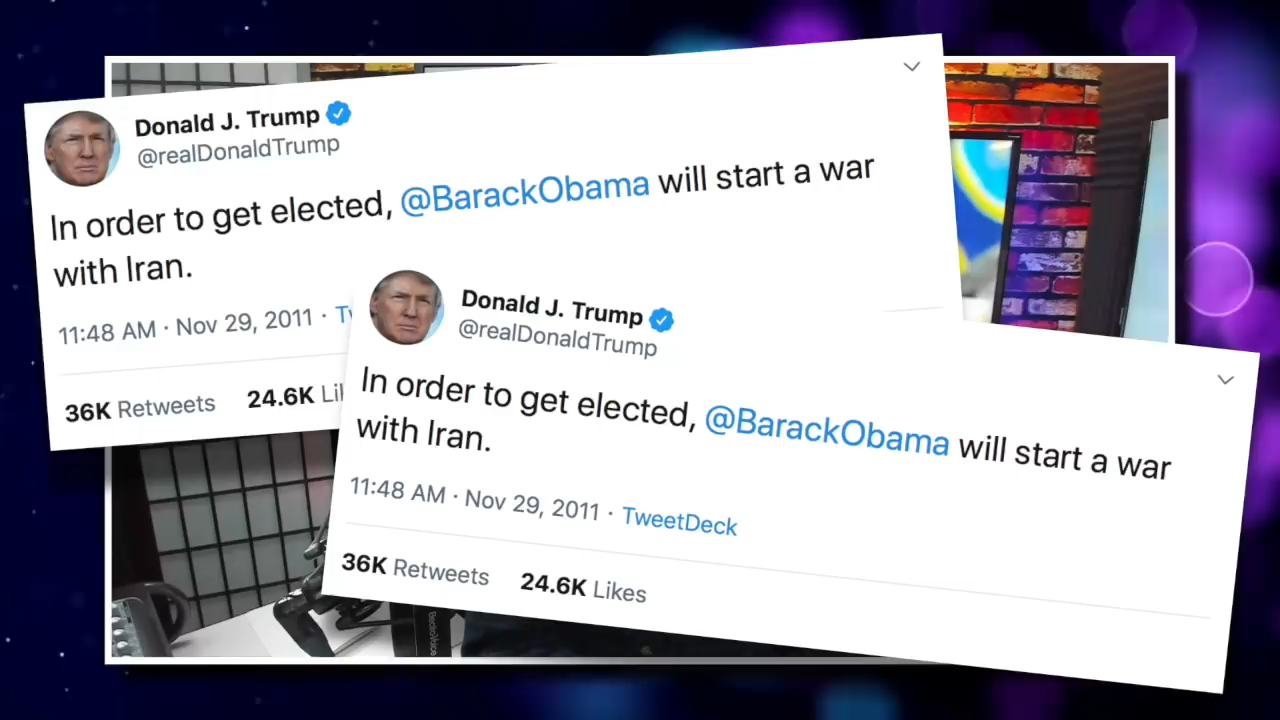 Donald J. Trump
@realDonaldTrump
In order to get elected, @BarackObama will start a war
with Iran.
11:48 AM · Nov 29, 2011 ·
36K Retweets 24.6K
Donald J. Trump
@realDonaldTrump
In order to get elected, @BarackObama will start a war
with Iran.
11:48 AM · Nov 29, 2011 · TweetDeck
36K Retweets 24.6K Likes